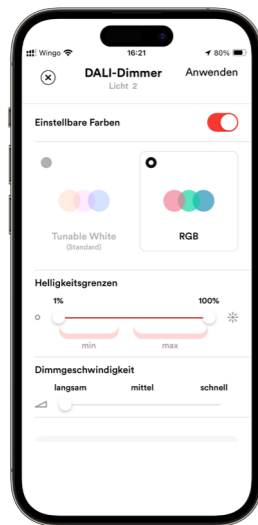 Wingo 16:21 80%
DALI-Dimmer Anwenden
Licht 2
Einstellbare Farben
Tunable White RGB
(Standard)
Helligkeitsgrenzen
1% 100%
min max
Dimmgeschwindigkeit
langsam mittel schnell